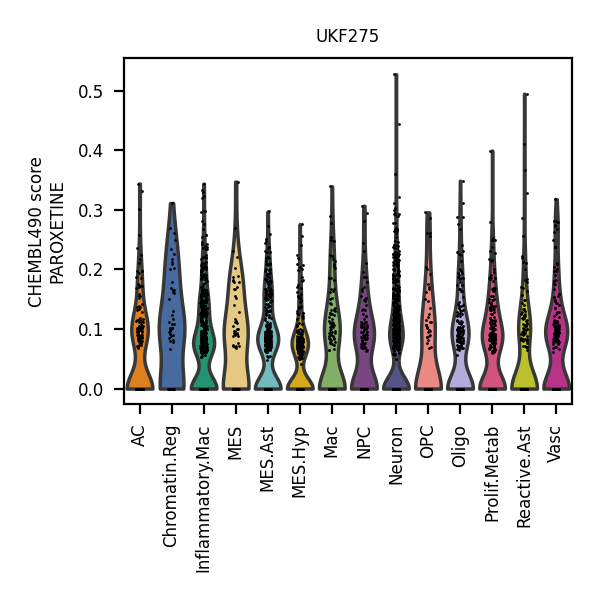 UKF275
CHEMBL490 score
PAROXETINE
0.5
0.4
0.3
0.2
0.1
0.0
AC
Chromatin.Reg
Inflammatory.Mac
MES
MES.Ast
MES.Hyp
Mac
NPC
Neuron
OPC
Oligo
Prolif.Metab
Reactive.Ast
Vasc